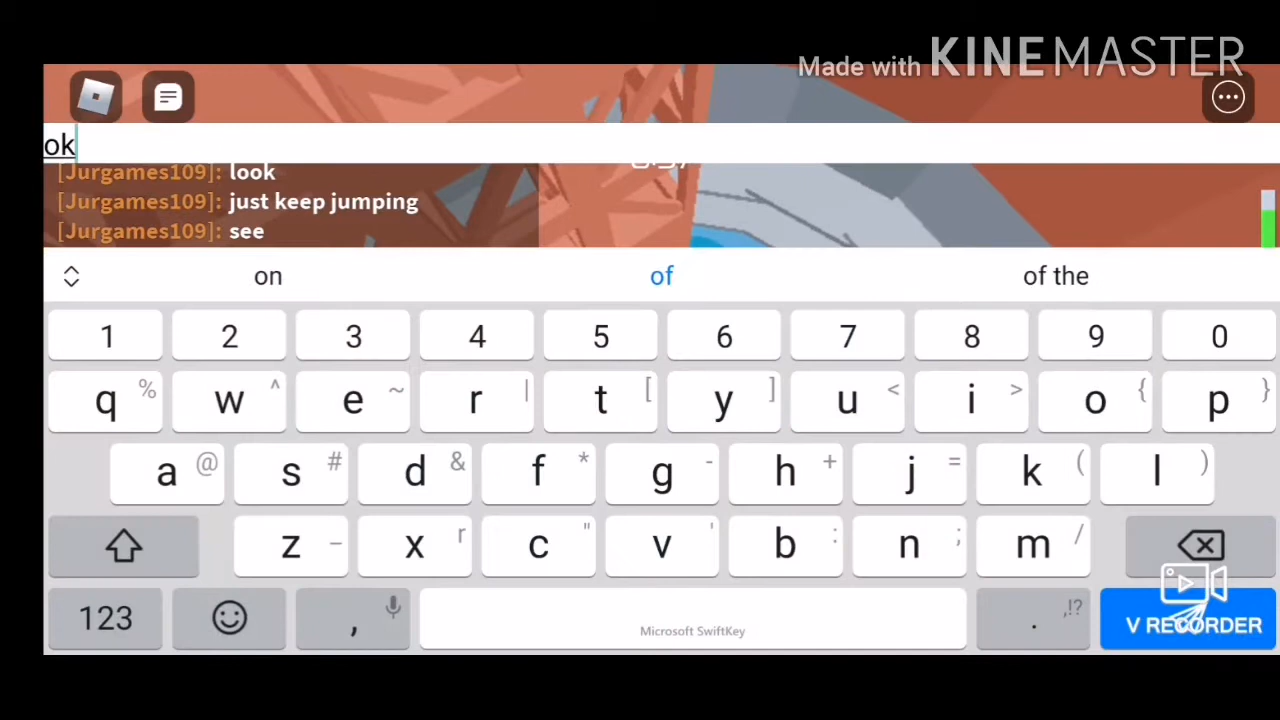 Made with KINEMASTER
ok
[Jurgames109]: look
[Jurgames109]: just keep jumping
[Jurgames109]: see
on of of the
1 2 3 4 5 6 7 8 9 0
q % w ^ e ~ r | t [ y ] u < i > o { p }
a @ s # d & f * g - h + j = k ( l )
z _ x r c " v ' b : n ; m /
123 , Microsoft SwiftKey . ,!? V RECORDER